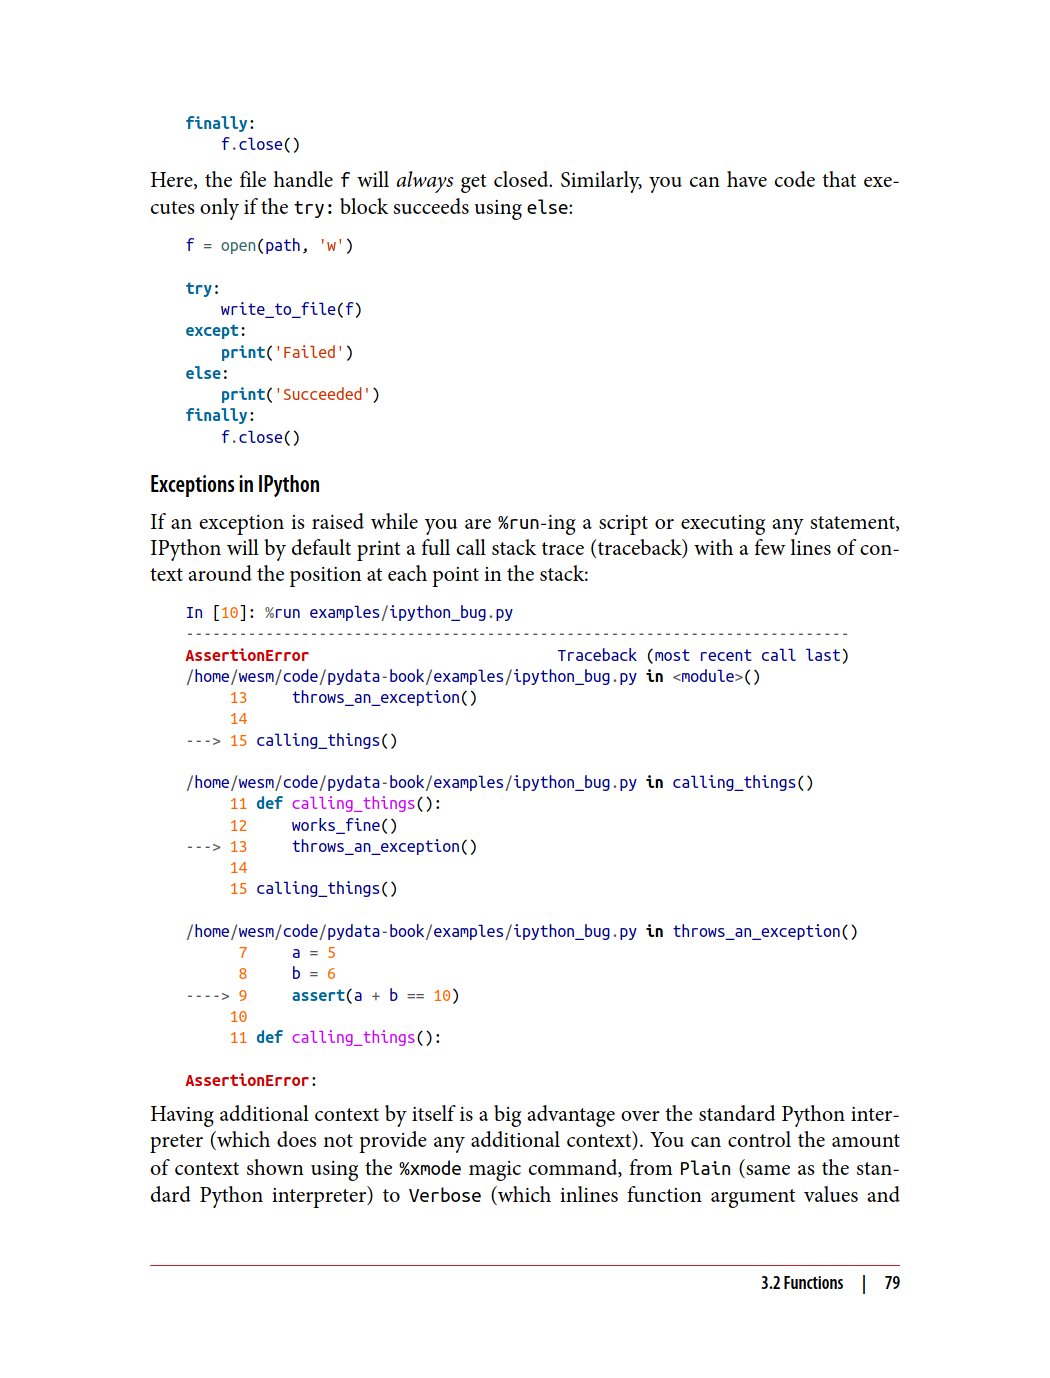 finally:
    f.close()
Here, the file handle f will always get closed. Similarly, you can have code that exe-
cutes only if the try: block succeeds using else:
f = open(path, 'w')
try:
    write_to_file(f)
except:
    print('Failed')
else:
    print('Succeeded')
finally:
    f.close()
Exceptions in IPython
If an exception is raised while you are %run-ing a script or executing any statement,
IPython will by default print a full call stack trace (traceback) with a few lines of con-
text around the position at each point in the stack:
In [10]: %run examples/ipython_bug.py
---------------------------------------------------------------------------
AssertionError                            Traceback (most recent call last)
/home/wesm/code/pydata-book/examples/ipython_bug.py in <module>()
     13     throws_an_exception()
     14
---> 15 calling_things()
/home/wesm/code/pydata-book/examples/ipython_bug.py in calling_things()
     11 def calling_things():
     12     works_fine()
---> 13     throws_an_exception()
     14
     15 calling_things()
/home/wesm/code/pydata-book/examples/ipython_bug.py in throws_an_exception()
      7     a = 5
      8     b = 6
----> 9     assert(a + b == 10)
     10
     11 def calling_things():
AssertionError:
Having additional context by itself is a big advantage over the standard Python inter-
preter (which does not provide any additional context). You can control the amount
of context shown using the %xmode magic command, from Plain (same as the stan-
dard Python interpreter) to Verbose (which inlines function argument values and
3.2 Functions | 79